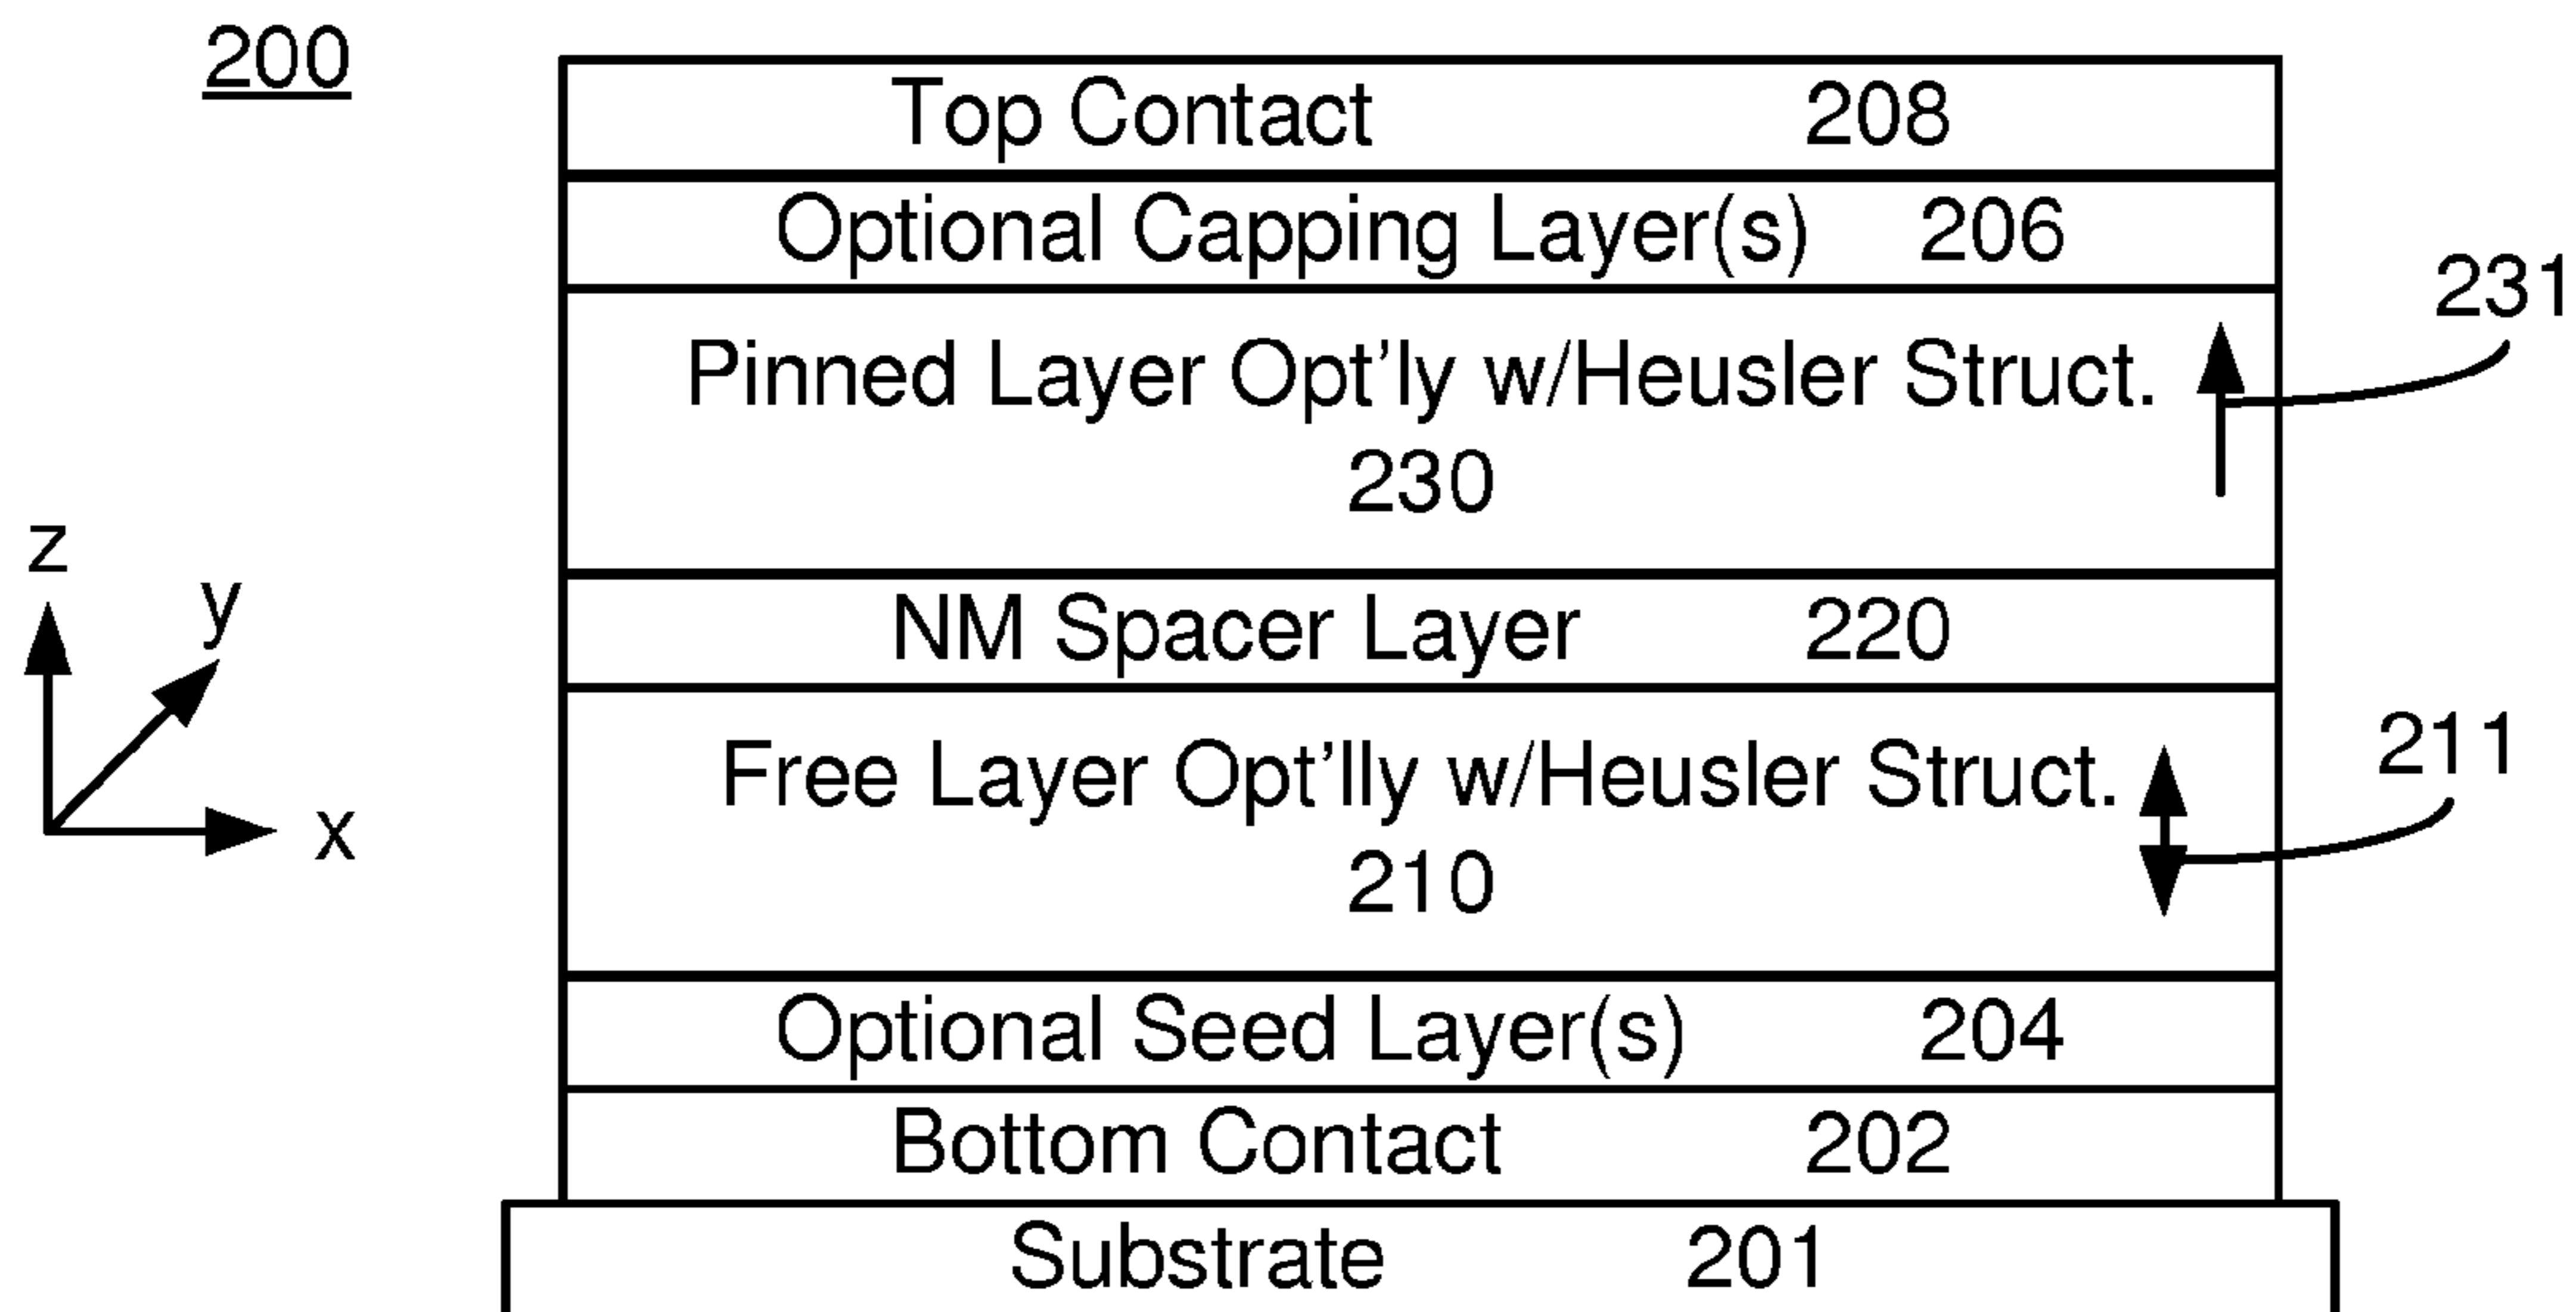 200
Top Contact 208
Optional Capping Layer(s) 206
231
Pinned Layer Opt’ly w/Heusler Struct.
230
z
y
x
NM Spacer Layer 220
211
Free Layer Opt’lly w/Heusler Struct.
210
Optional Seed Layer(s) 204
Bottom Contact 202
Substrate 201